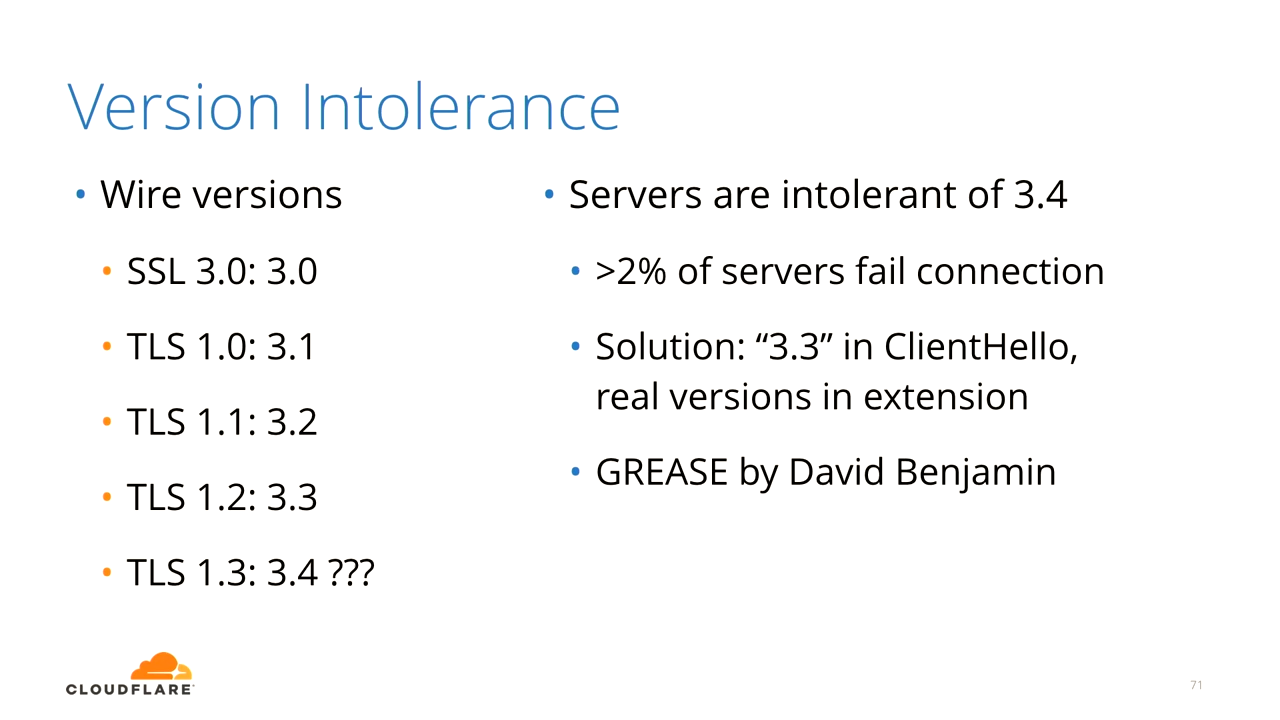 Version Intolerance
• Wire versions
• SSL 3.0: 3.0
• TLS 1.0: 3.1
• TLS 1.1: 3.2
• TLS 1.2: 3.3
• TLS 1.3: 3.4 ???
• Servers are intolerant of 3.4
• >2% of servers fail connection
• Solution: “3.3” in ClientHello,
real versions in extension
• GREASE by David Benjamin
CLOUDFLARE
71